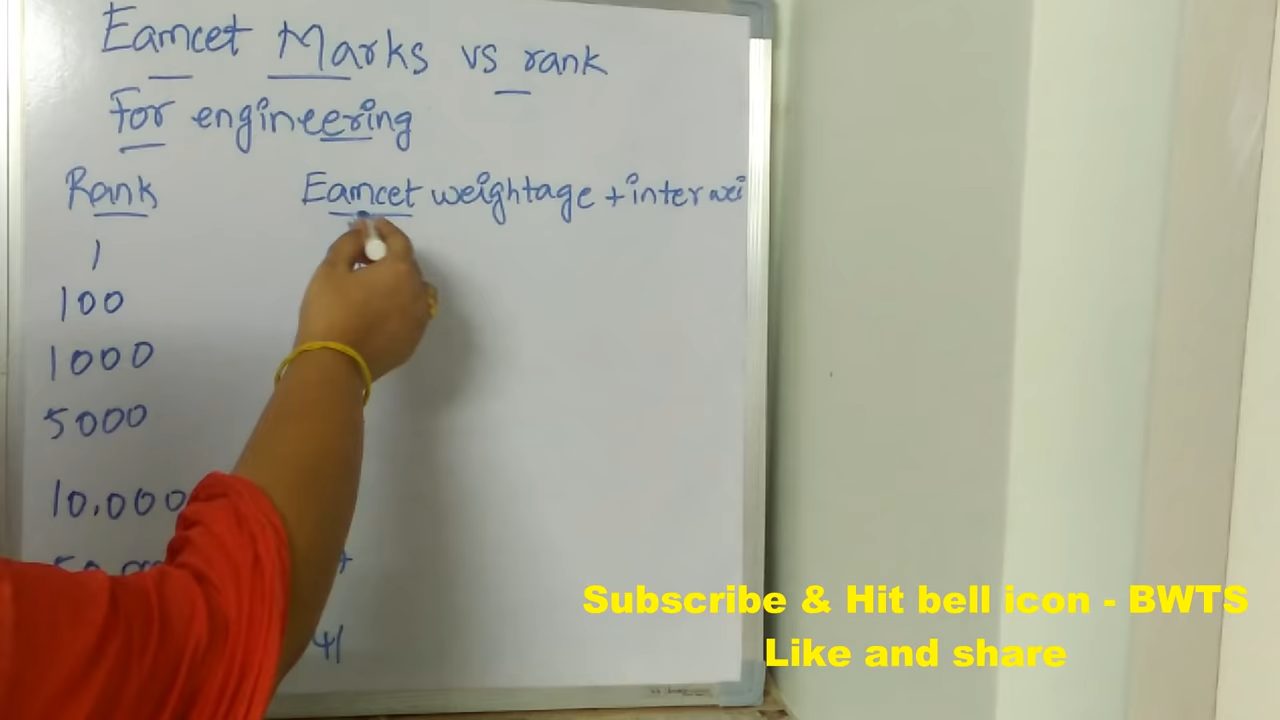 Eamcet Marks vs rank
For engineering
Rank Eamcet weightage + inter
1
100
1000
5000
10,000
Subscribe & Hit bell icon - BWTS
Like and share